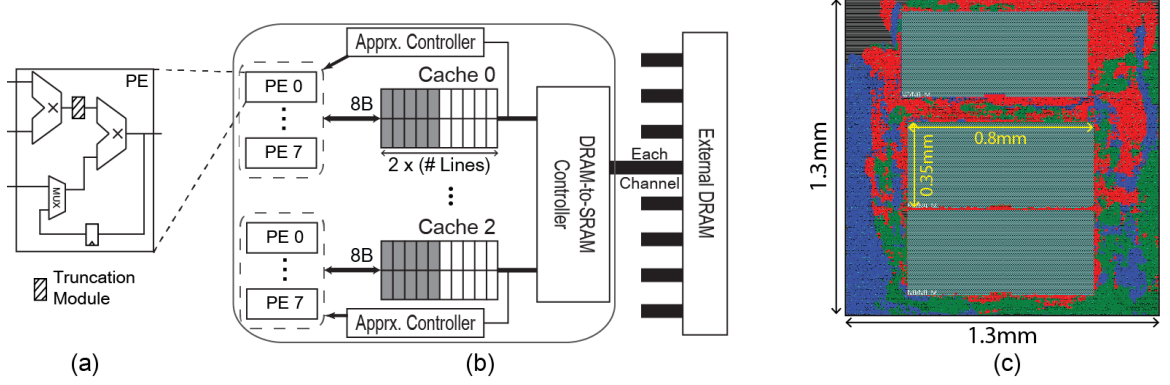 PE
×
×
MUX
Truncation
Module
(a)
Apprx. Controller
Cache 0
PE 0
8B
PE 7
2 x (# Lines)
Cache 2
PE 0
8B
PE 7
Apprx. Controller
DRAM-to-SRAM
Controller
Each
Channel
External DRAM
(b)
1.3mm
0.8mm
0.35mm
1.3mm
(c)